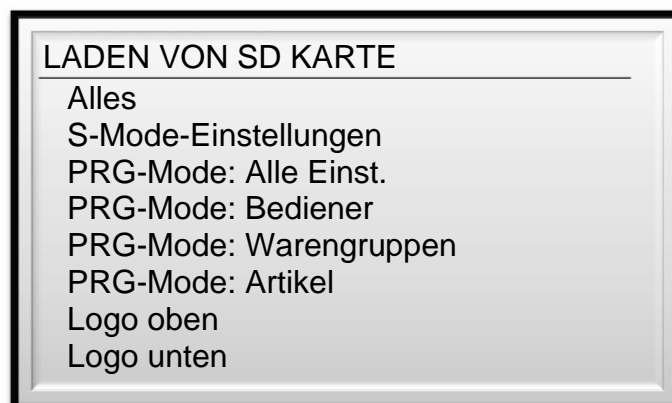 LADEN VON SD KARTE
Alles
S-Mode-Einstellungen
PRG-Mode: Alle Einst.
PRG-Mode: Bediener
PRG-Mode: Warengruppen
PRG-Mode: Artikel
Logo oben
Logo unten